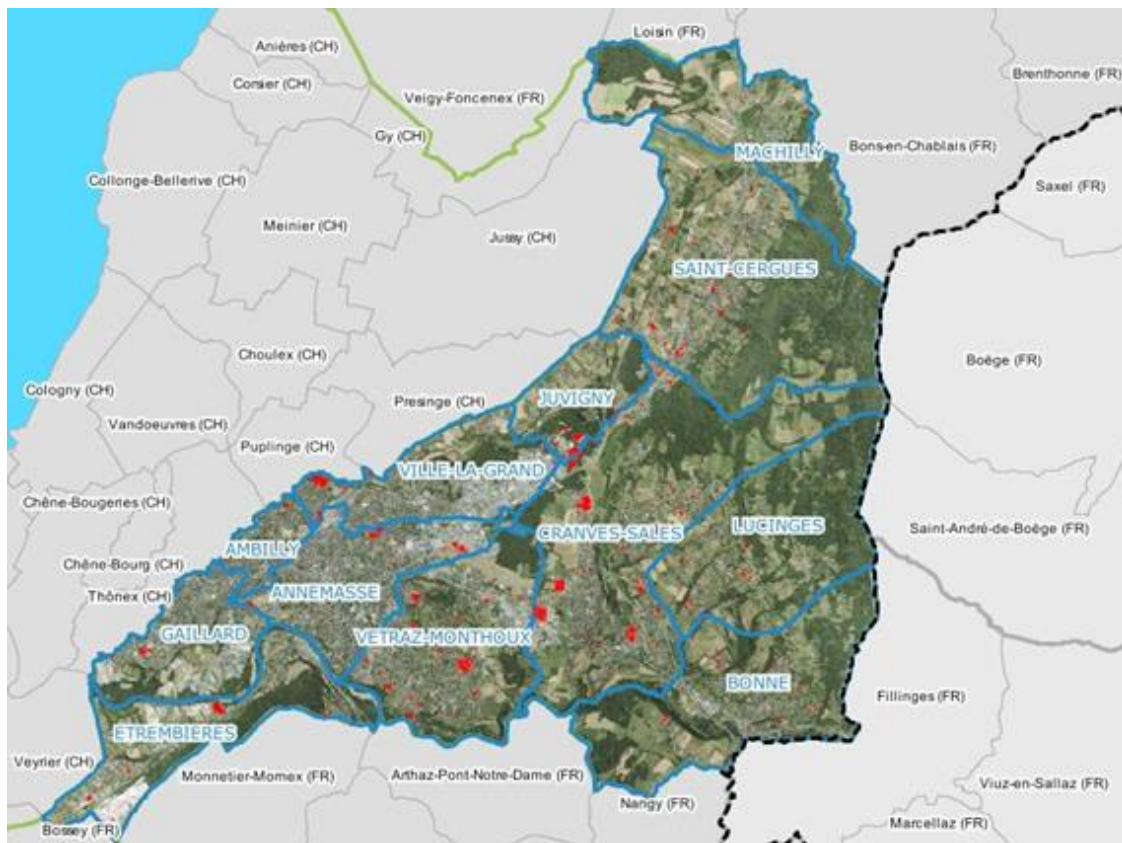 Loisin (FR)
Anières (CH)
Brenthonne (FR)
Corsier (CH)
Veigy-Foncenex (FR)
Gy (CH)
Bons-en-Chablais (FR)
MACHILLY
Collonge-Bellerive (CH)
Saxel (FR)
Meinier (CH)
Jussy (CH)
SAINT-CERGUES
Choulex (CH)
Boëge (FR)
Cologny (CH)
Presinge (CH)
JUVIGNY
Vandoeuvres (CH)
Puplinge (CH)
VILLE-LA-GRAND
Chêne-Bougeries (CH)
LUCINGES
Saint-André-de-Boëge (FR)
CRANVES-SALES
AMBILLY
Chêne-Bourg (CH)
ANNEMASSE
Thônex (CH)
GAILLARD
VETRAZ-MONTHOUX
BONNE
Fillinges (FR)
ETREMBIERES
Veyrier (CH)
Monnetier-Mornex (FR)
Arthaz-Pont-Notre-Dame (FR)
Viuz-en-Sallaz (FR)
Nangy (FR)
Marcellaz (FR)
Bossey (FR)